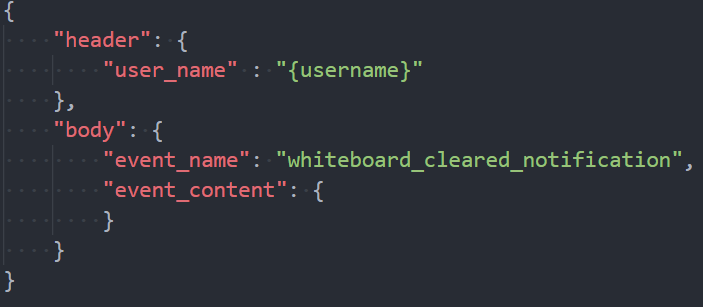 {
    "header": {
        "user_name" : "{username}"
    },
    "body": {
        "event_name": "whiteboard_cleared_notification",
        "event_content": {
        }
    }
}